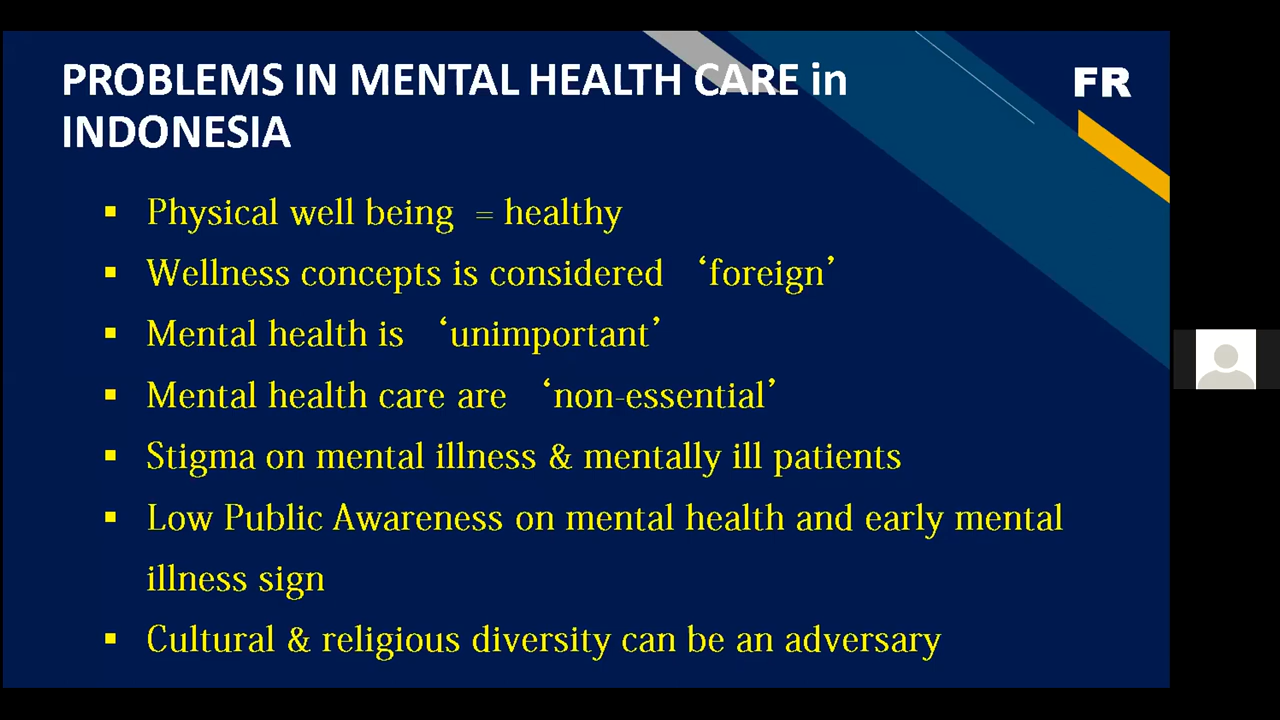 PROBLEMS IN MENTAL HEALTH CARE in
INDONESIA
FR
▪ Physical well being = healthy
▪ Wellness concepts is considered ‘foreign’
▪ Mental health is ‘unimportant’
▪ Mental health care are ‘non-essential’
▪ Stigma on mental illness & mentally ill patients
▪ Low Public Awareness on mental health and early mental
illness sign
▪ Cultural & religious diversity can be an adversary